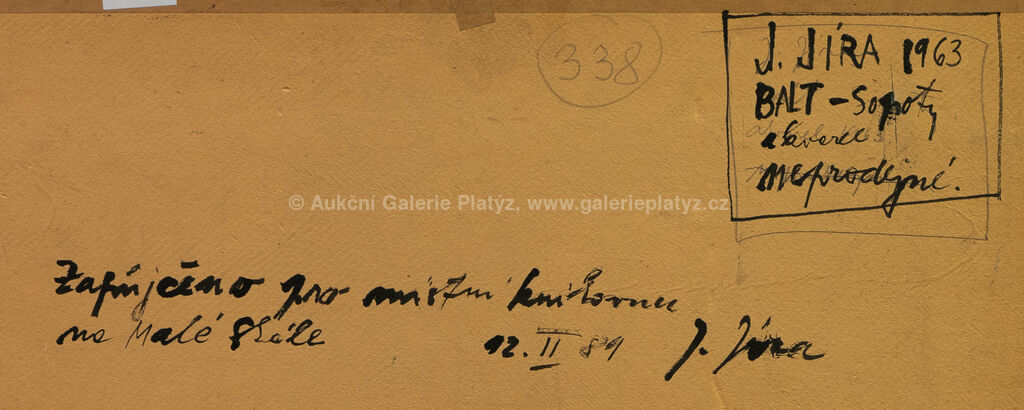 338
J. JÍRA 1963
BALT - Sopoty
akvarel
neprodejné.
© Aukční Galerie Platýz, www.galerieplatyz.cz
Zapůjčeno pro místní knihovnu
na Malé Skále
12. II 89 J. Jíra